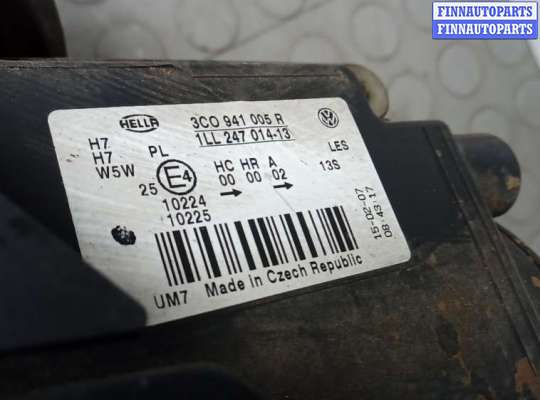 FINNAUTOPARTS
FINNAUTOPARTS
FINNAUTOPARTS
HELLA
3C0 941 005 R
1LL 247 014-13
H7
H7
W5W
PL
25
E4
HC HR A
00 00 02
LES
13S
10224
10225
15-02-07
08:43:17
UM7 Made in Czech Republic